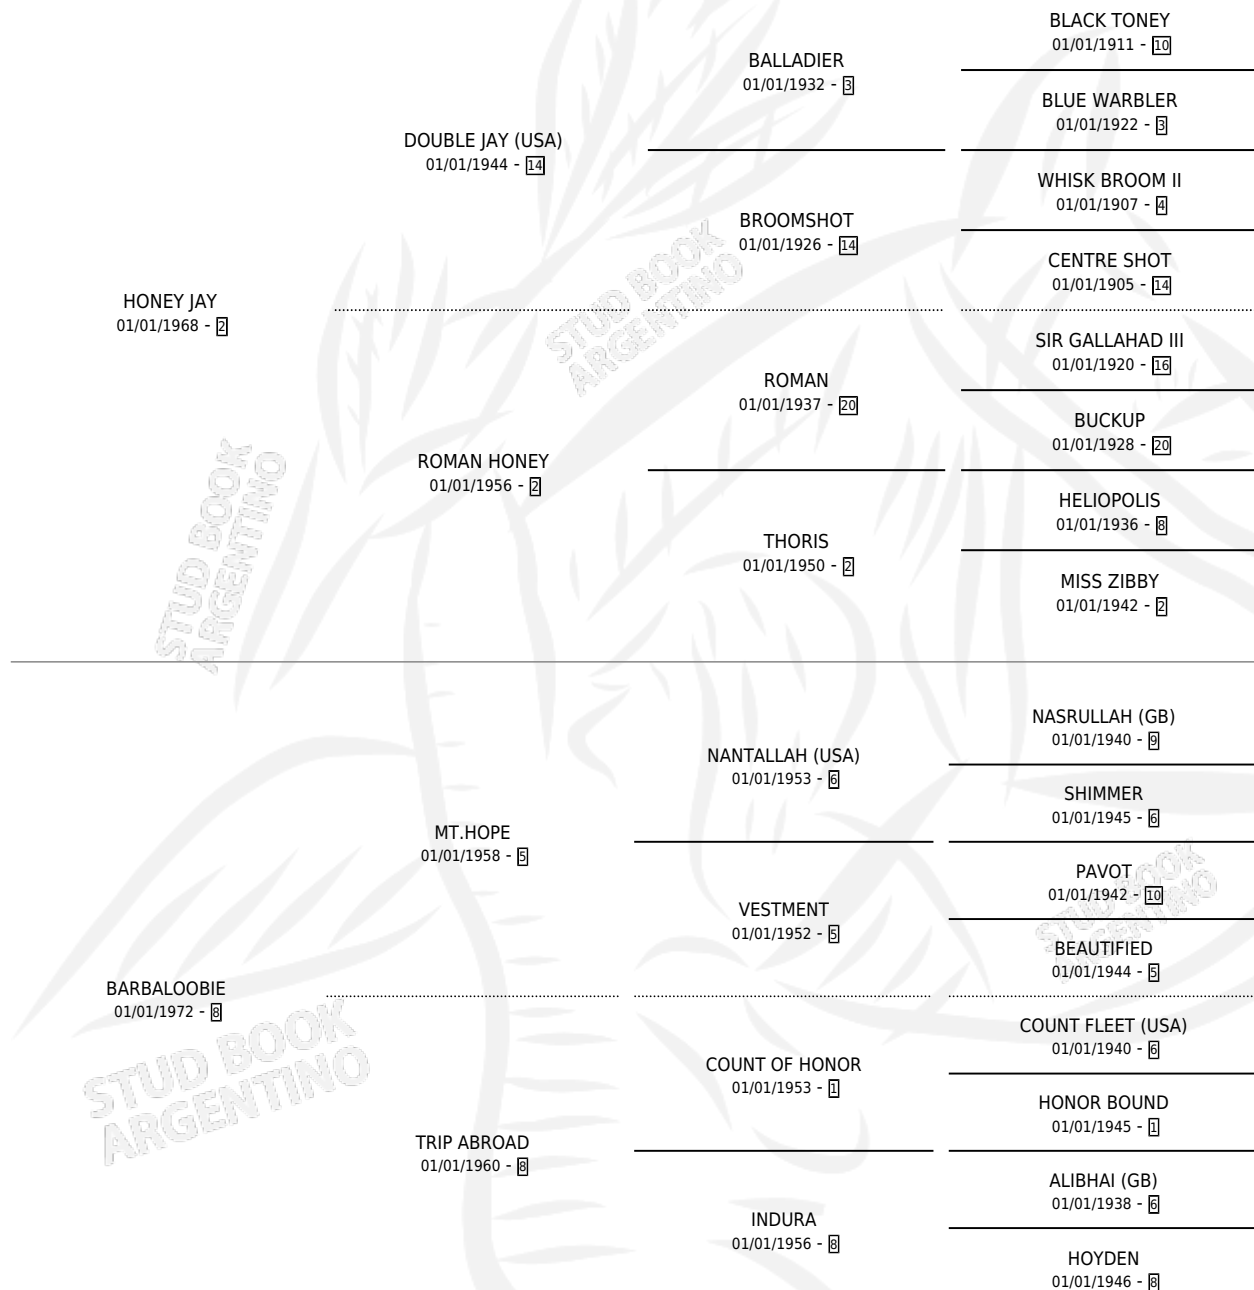 BLACK TONEY
01/01/1911 - 10
BALLADIER
01/01/1932 - 3
BLUE WARBLER
01/01/1922 - 3
DOUBLE JAY (USA)
01/01/1944 - 14
WHISK BROOM II
01/01/1907 - 4
BROOMSHOT
01/01/1926 - 14
CENTRE SHOT
01/01/1905 - 14
HONEY JAY
01/01/1968 - 2
STUD BOOK
ARGENTINO
SIR GALLAHAD III
01/01/1920 - 16
ROMAN
01/01/1937 - 20
BUCKUP
01/01/1928 - 20
ROMAN HONEY
01/01/1956 - 2
HELIOPOLIS
01/01/1936 - 8
THORIS
01/01/1950 - 2
MISS ZIBBY
01/01/1942 - 2
STUD BOOK
ARGENTINO
NASRULLAH (GB)
01/01/1940 - 9
NANTALLAH (USA)
01/01/1953 - 6
SHIMMER
01/01/1945 - 6
MT.HOPE
01/01/1958 - 5
PAVOT
01/01/1942 - 10
VESTMENT
01/01/1952 - 5
STUD BOOK
ARGENTINO
BEAUTIFIED
01/01/1944 - 5
BARBALOOBIE
01/01/1972 - 8
COUNT FLEET (USA)
01/01/1940 - 6
COUNT OF HONOR
01/01/1953 - 1
HONOR BOUND
01/01/1945 - 1
STUD BOOK
ARGENTINO
TRIP ABROAD
01/01/1960 - 8
ALIBHAI (GB)
01/01/1938 - 6
INDURA
01/01/1956 - 8
HOYDEN
01/01/1946 - 8